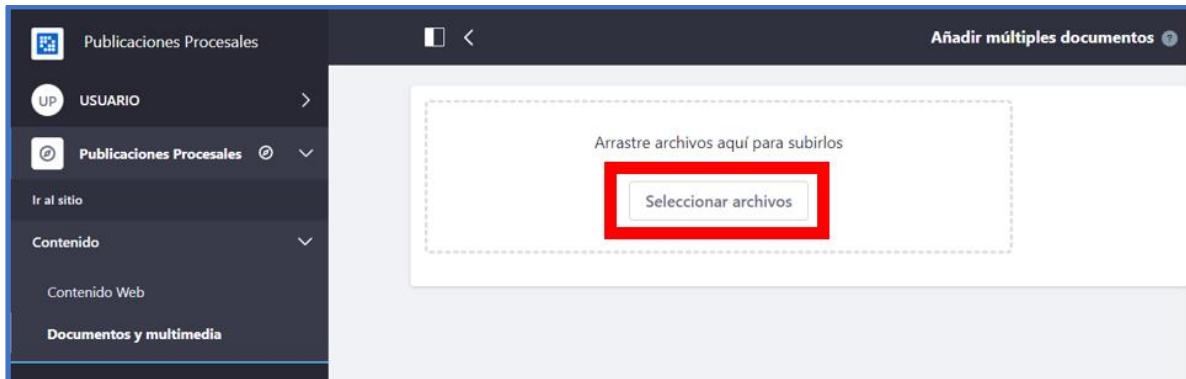 Publicaciones Procesales
UP USUARIO
Publicaciones Procesales
Ir al sitio
Contenido
Contenido Web
Documentos y multimedia
Añadir múltiples documentos ?
Arrastre archivos aquí para subirlos
Seleccionar archivos